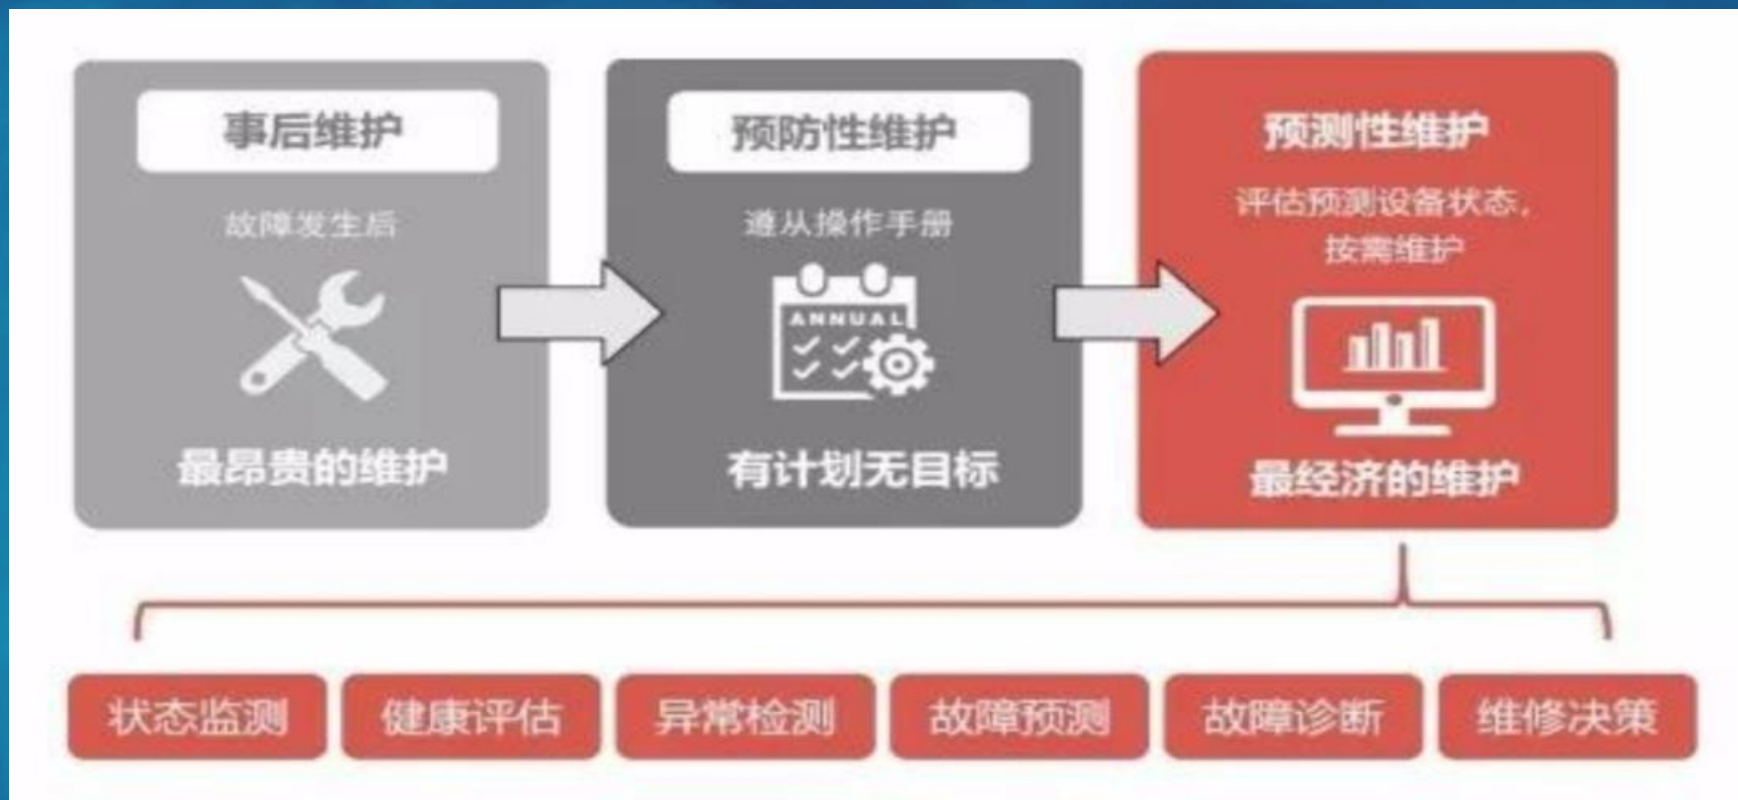 事后维护
故障发生后
最昂贵的维护
预防性维护
遵从操作手册
ANNUAL
有计划无目标
预测性维护
评估预测设备状态，
按需维护
最经济的维护
状态监测
健康评估
异常检测
故障预测
故障诊断
维修决策